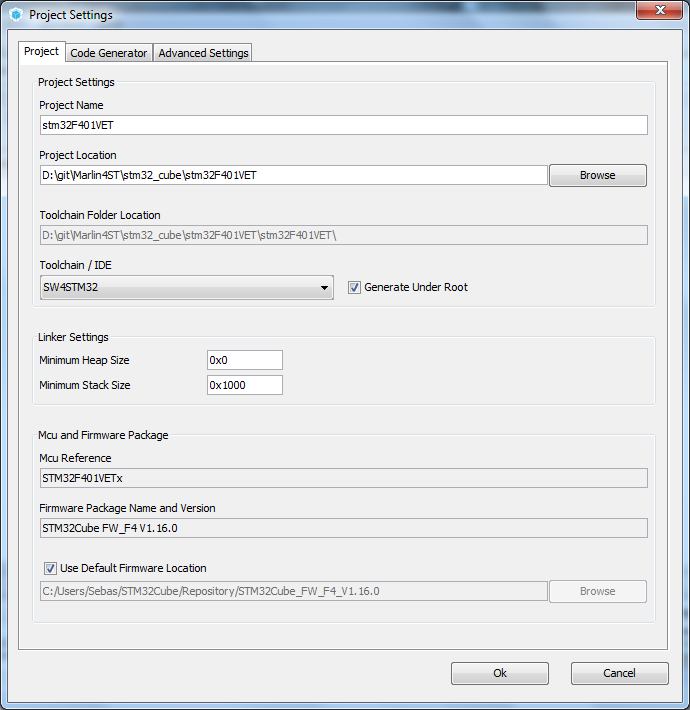 Project Settings
Project Code Generator Advanced Settings
Project Settings
Project Name
stm32F401VET
Project Location
D:\git\Marlin4ST\stm32_cube\stm32F401VET Browse
Toolchain Folder Location
D:\git\Marlin4ST\stm32_cube\stm32F401VET\stm32F401VET\
Toolchain / IDE
SW4STM32 Generate Under Root
Linker Settings
Minimum Heap Size 0x0
Minimum Stack Size 0x1000
Mcu and Firmware Package
Mcu Reference
STM32F401VETx
Firmware Package Name and Version
STM32Cube FW_F4 V1.16.0
Use Default Firmware Location
C:/Users/Sebas/STM32Cube/Repository/STM32Cube_FW_F4_V1.16.0 Browse
Ok Cancel